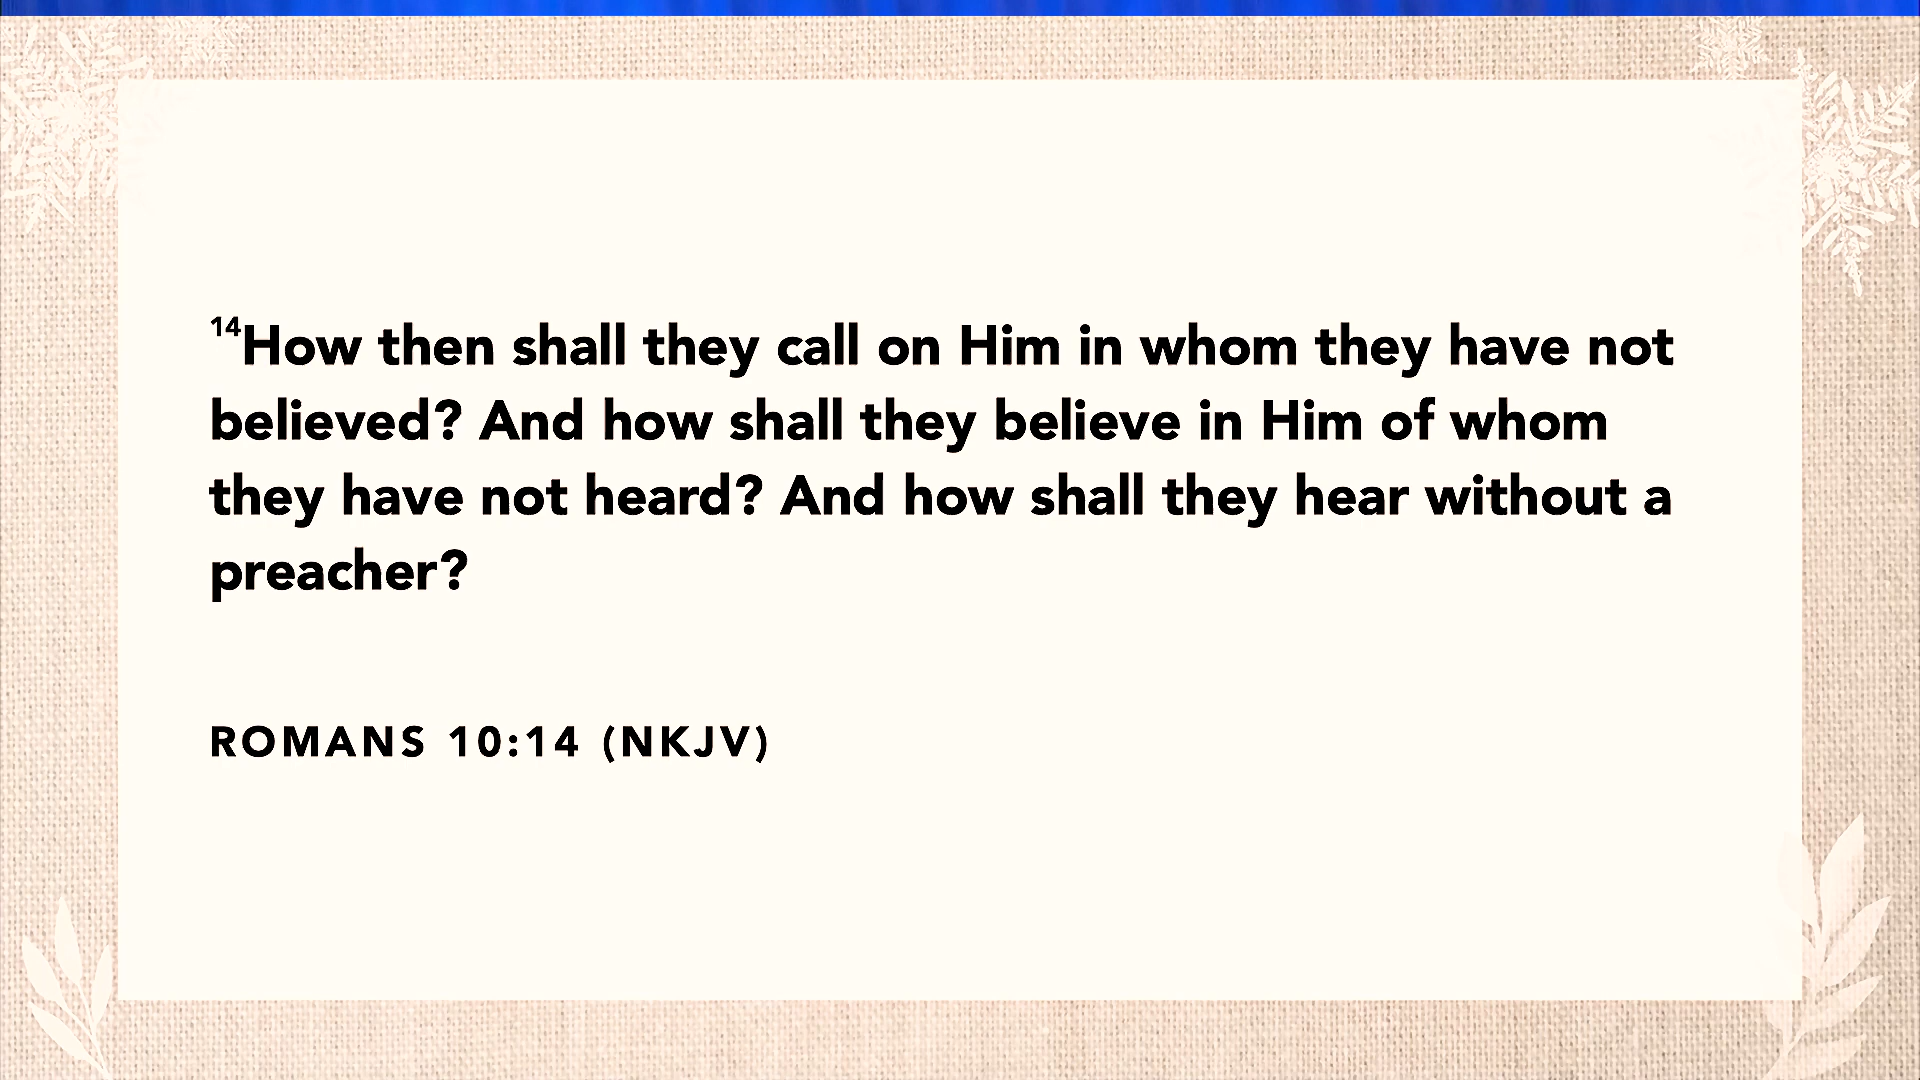 14How then shall they call on Him in whom they have not
believed? And how shall they believe in Him of whom
they have not heard? And how shall they hear without a
preacher?
ROMANS 10:14 (NKJV)